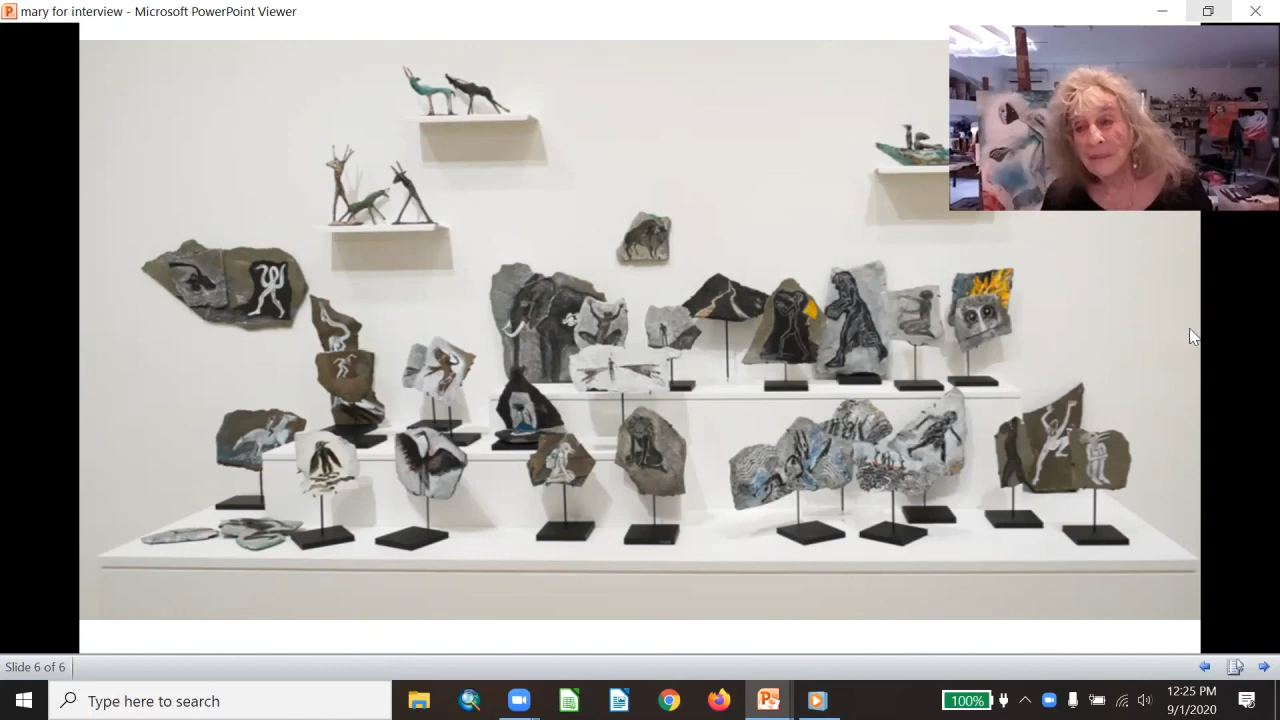 mary for interview - Microsoft PowerPoint Viewer
Slide 6 of 6
Type here to search
100%
12:25 PM
9/1/2020